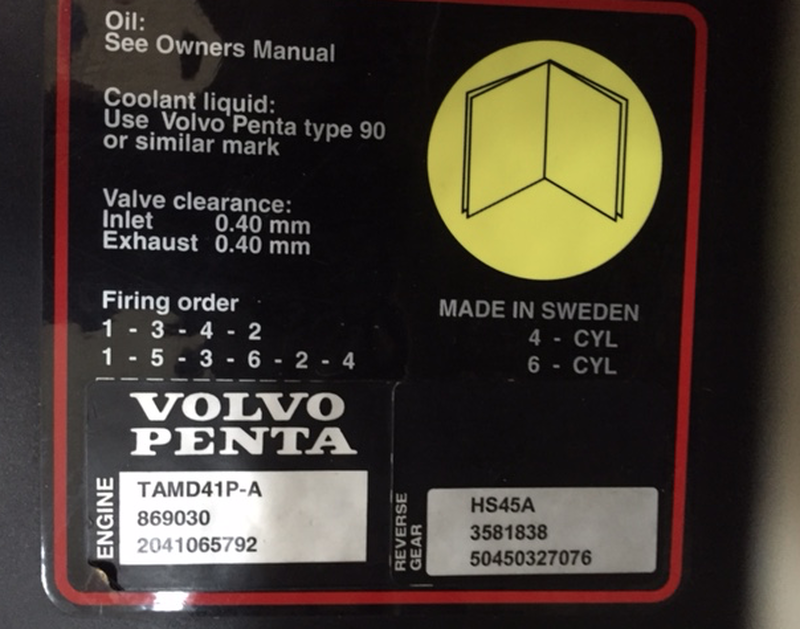 Oil:
See Owners Manual
Coolant liquid:
Use Volvo Penta type 90
or similar mark
Valve clearance:
Inlet 0.40 mm
Exhaust 0.40 mm
Firing order
1 - 3 - 4 - 2
1 - 5 - 3 - 6 - 2 - 4
MADE IN SWEDEN
4 - CYL
6 - CYL
VOLVO
PENTA
ENGINE
TAMD41P-A
869030
2041065792
REVERSE
GEAR
HS45A
3581838
50450327076